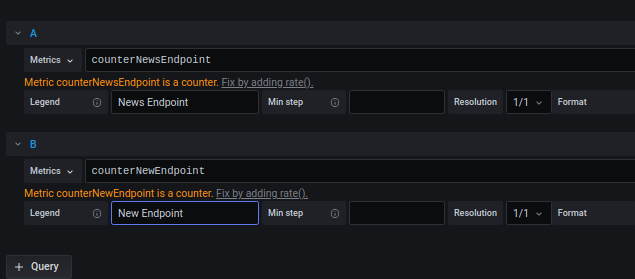 A
Metrics counterNewsEndpoint
Metric counterNewsEndpoint is a counter. Fix by adding rate().
Legend News Endpoint Min step Resolution 1/1 Format
B
Metrics counterNewEndpoint
Metric counterNewEndpoint is a counter. Fix by adding rate().
Legend New Endpoint Min step Resolution 1/1 Format
+ Query